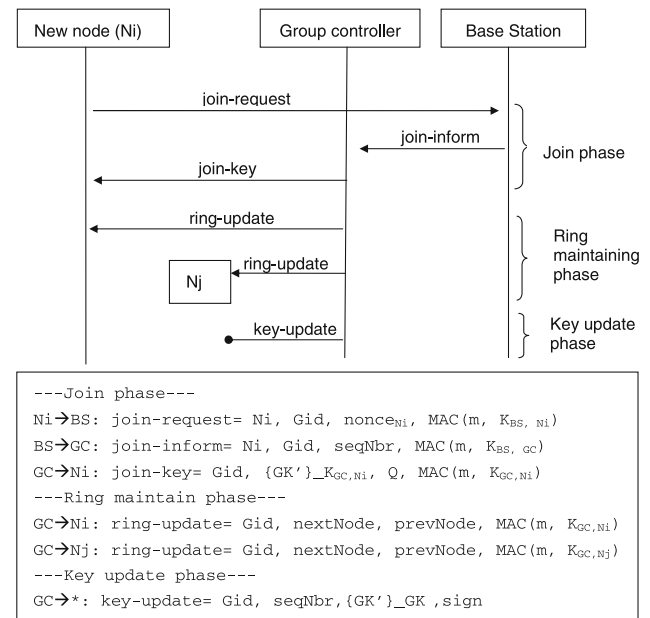 New node (Ni)
Group controller
Base Station
join-request
join-inform
Join phase
join-key
ring-update
Ring
maintaining
phase
ring-update
Nj
key-update
Key update
phase
---Join phase---
Ni→BS: join-request= Ni, Gid, nonceNi, MAC(m, KBS, Ni)
BS→GC: join-inform= Ni, Gid, seqNbr, MAC(m, KBS, GC)
GC→Ni: join-key= Gid, {GK’}_KGC,Ni, Q, MAC(m, KGC,Ni)
---Ring maintain phase---
GC→Ni: ring-update= Gid, nextNode, prevNode, MAC(m, KGC,Ni)
GC→Nj: ring-update= Gid, nextNode, prevNode, MAC(m, KGC,Nj)
---Key update phase---
GC→*: key-update= Gid, seqNbr,{GK’}_GK ,sign